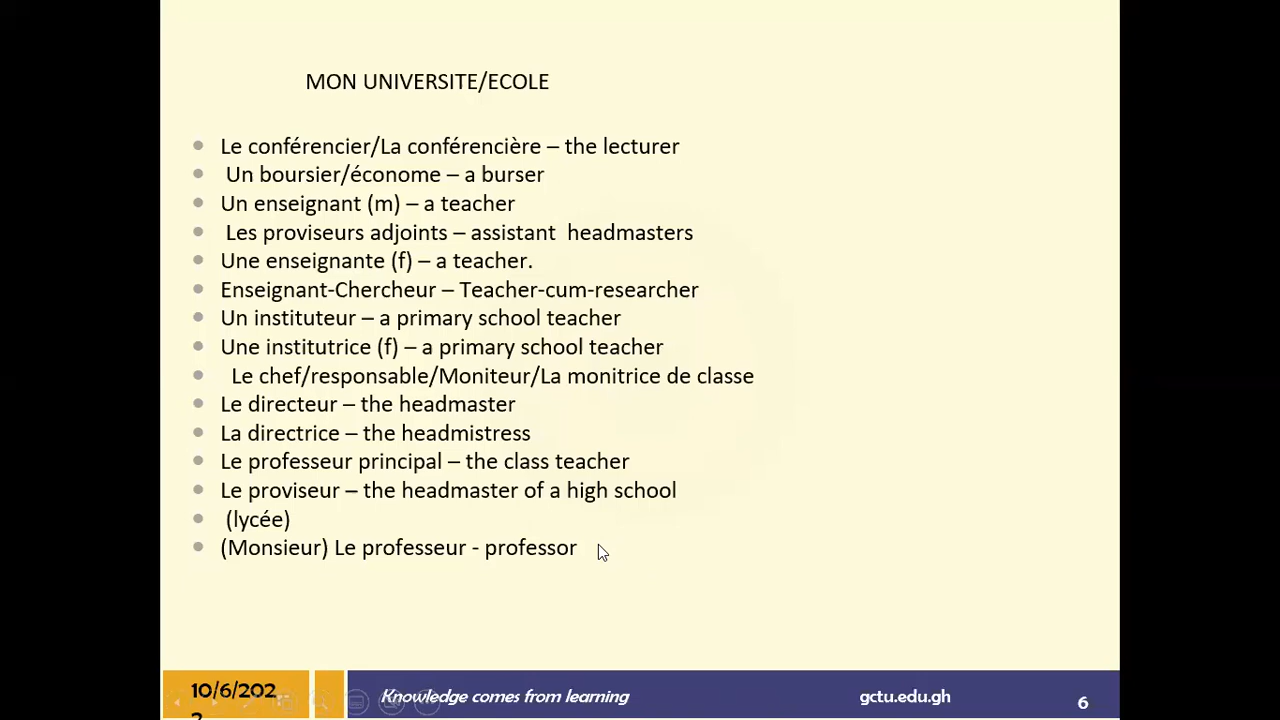 MON UNIVERSITE/ECOLE
Le conférencier/La conférencière – the lecturer
Un boursier/économe – a burser
Un enseignant (m) – a teacher
Les proviseurs adjoints – assistant headmasters
Une enseignante (f) – a teacher.
Enseignant-Chercheur – Teacher-cum-researcher
Un instituteur – a primary school teacher
Une institutrice (f) – a primary school teacher
Le chef/responsable/Moniteur/La monitrice de classe
Le directeur – the headmaster
La directrice – the headmistress
Le professeur principal – the class teacher
Le proviseur – the headmaster of a high school
(lycée)
(Monsieur) Le professeur - professor
10/6/202
Knowledge comes from learning
gctu.edu.gh
6